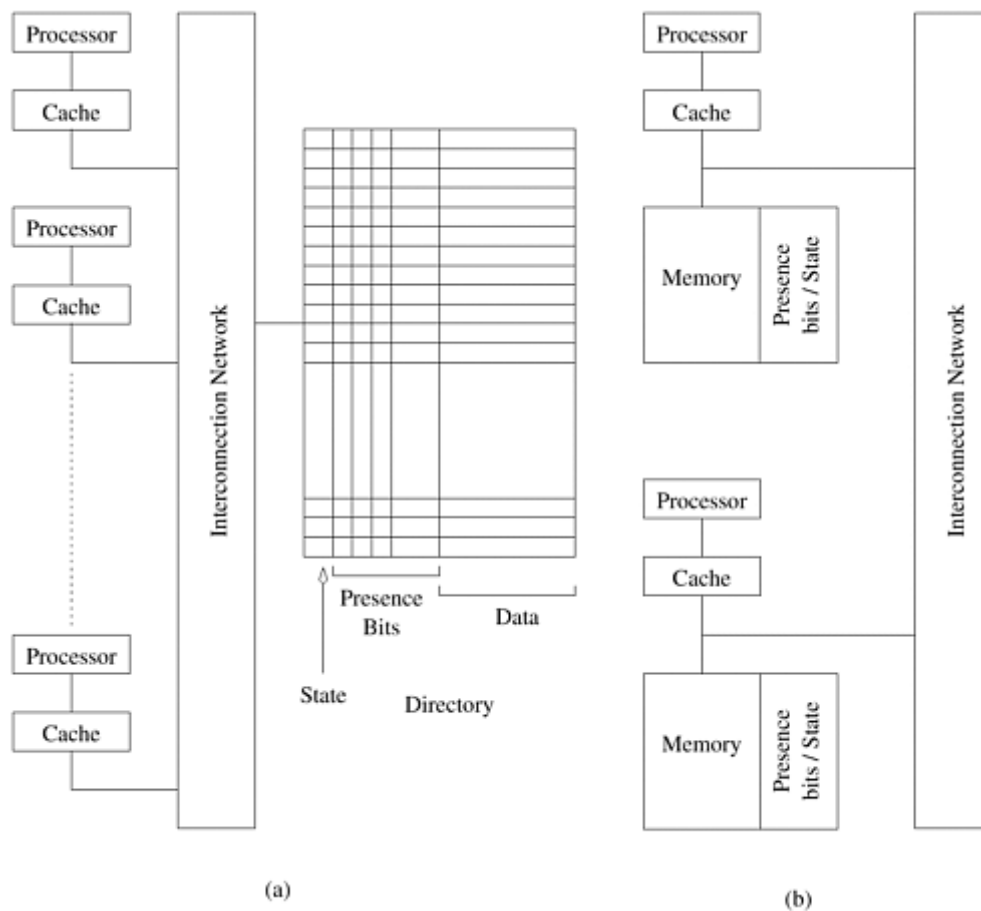 Processor
Cache
Processor
Cache
Processor
Cache
Interconnection Network
Presence
Bits
Data
State
Directory
(a)
Processor
Cache
Memory
Presence
bits / State
Processor
Cache
Memory
Presence
bits / State
Interconnection Network
(b)